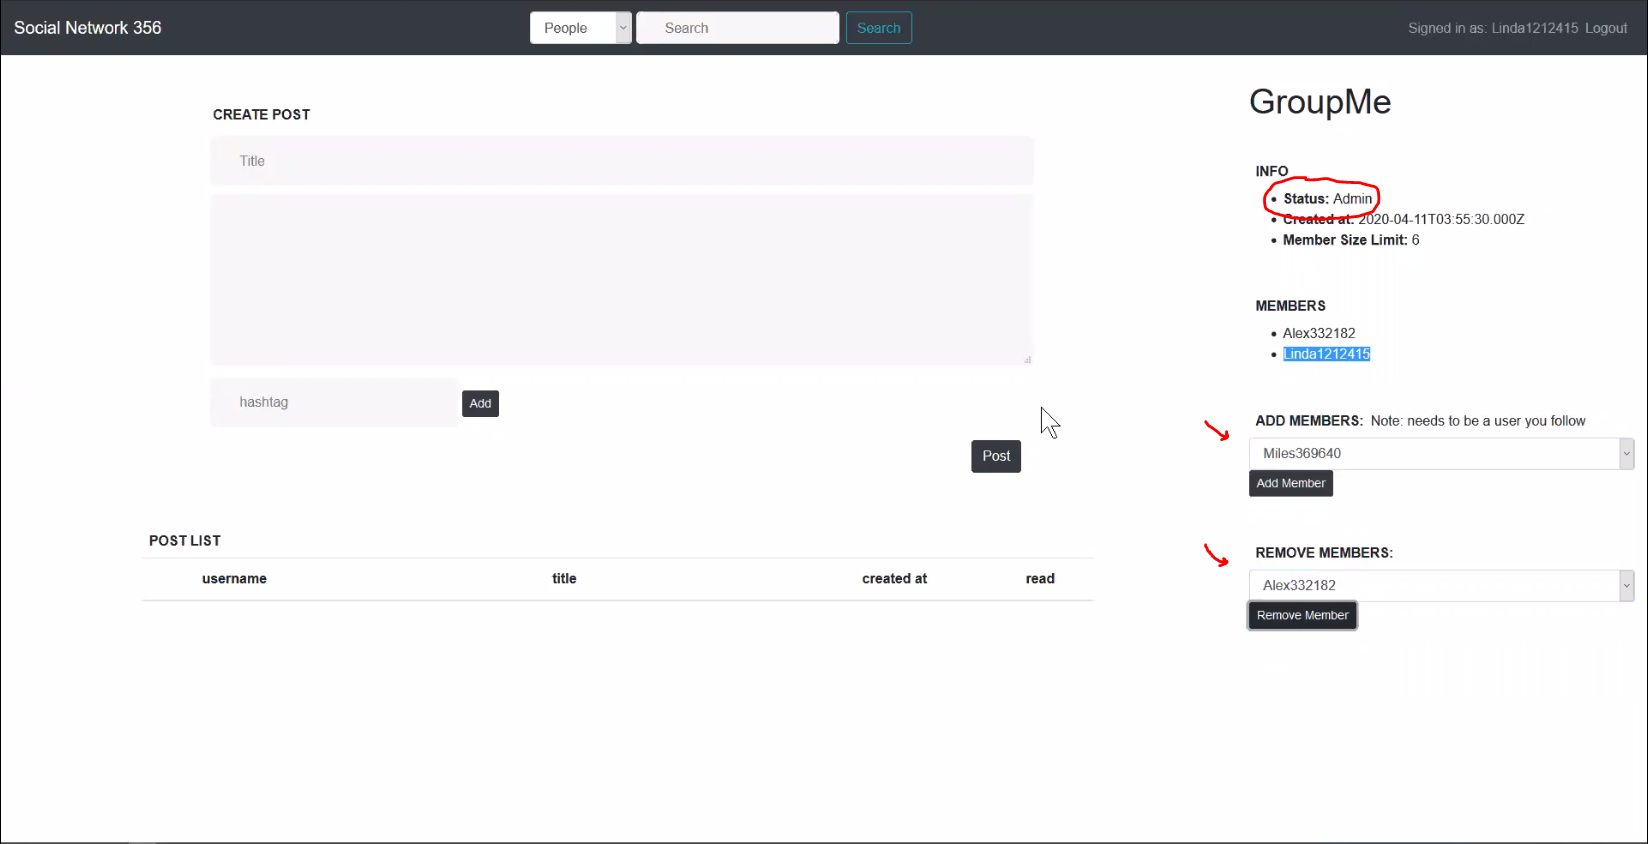 Social Network 356
People
Search
Search
Signed in as: Linda1212415 Logout
CREATE POST
Title
hashtag
Add
Post
POST LIST
username title created at read
GroupMe
INFO
Status: Admin
Created at: 2020-04-11T03:55:30.000Z
Member Size Limit: 6
MEMBERS
Alex332182
Linda1212415
ADD MEMBERS: Note: needs to be a user you follow
Miles369640
Add Member
REMOVE MEMBERS:
Alex332182
Remove Member